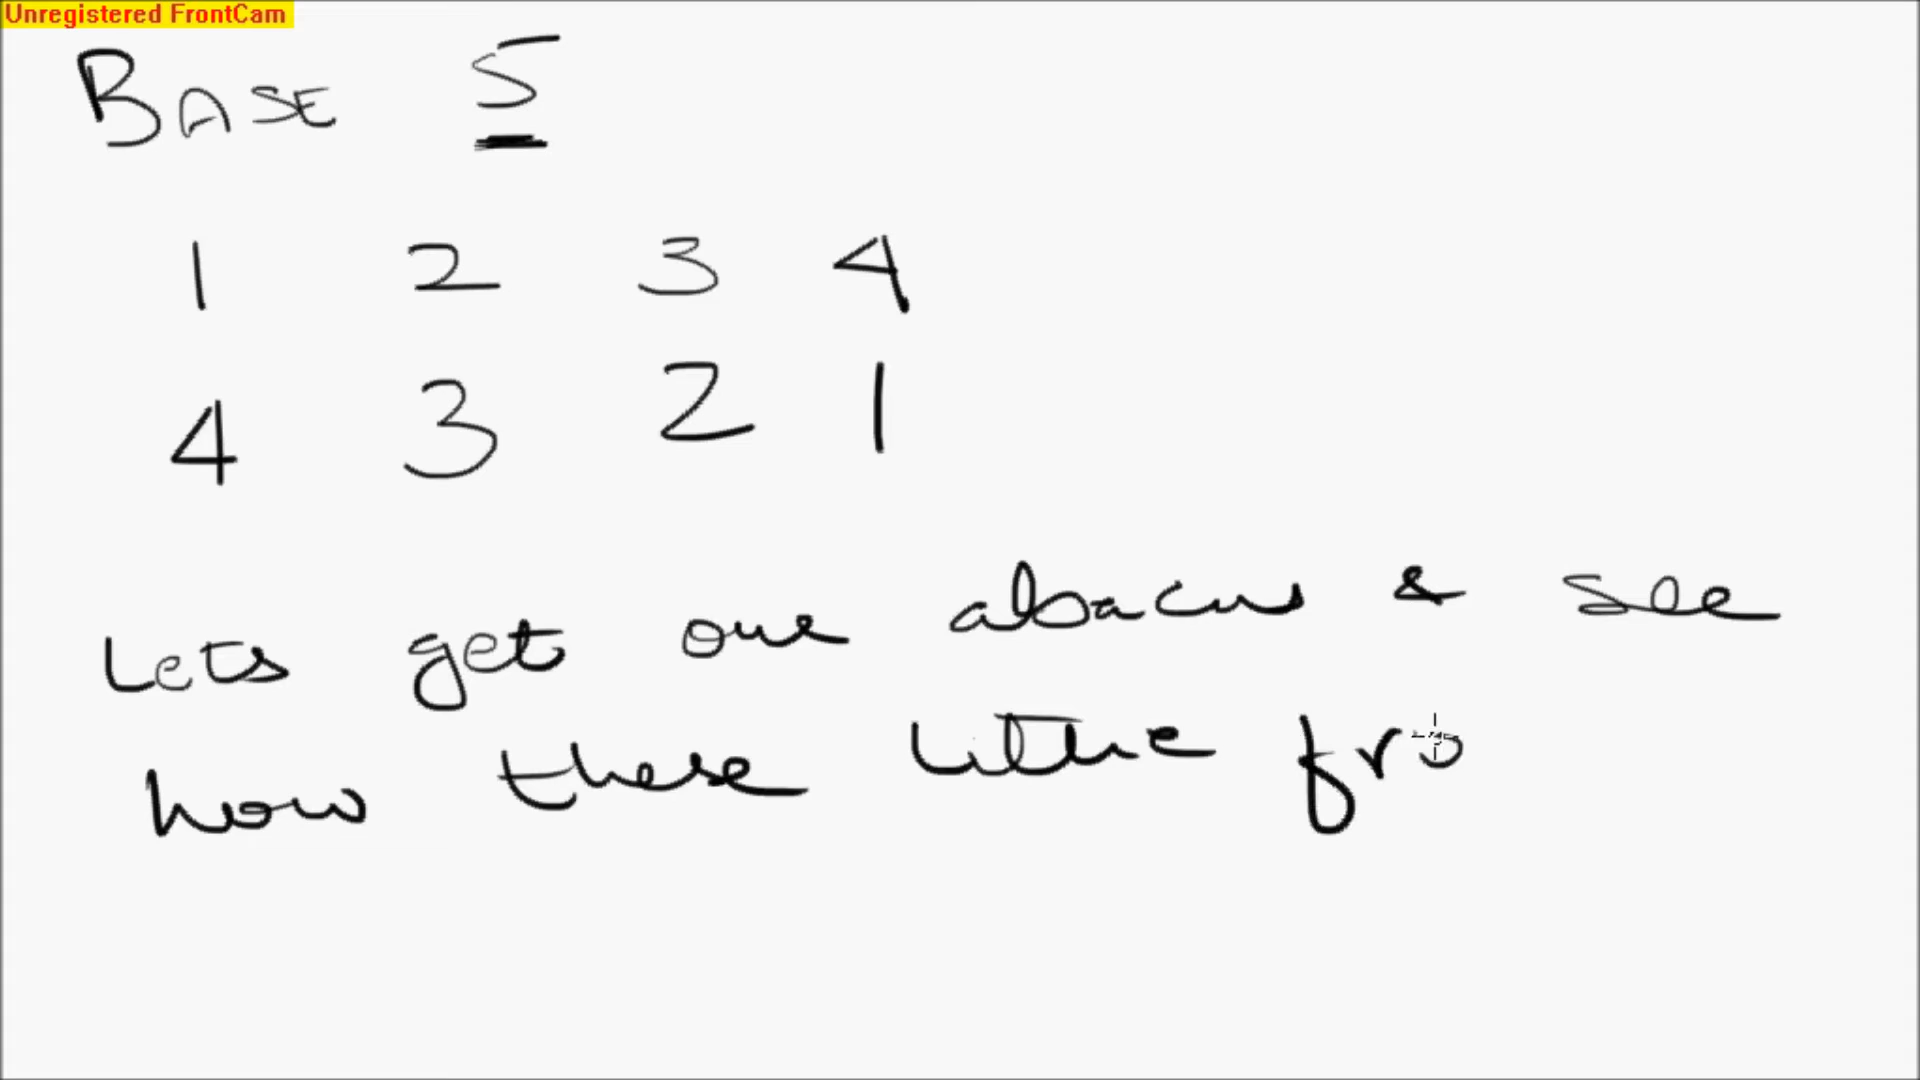 Unregistered FrontCam
BASE 5
1 2 3 4
4 3 2 1
Lets get our abacus & see
how these little fro